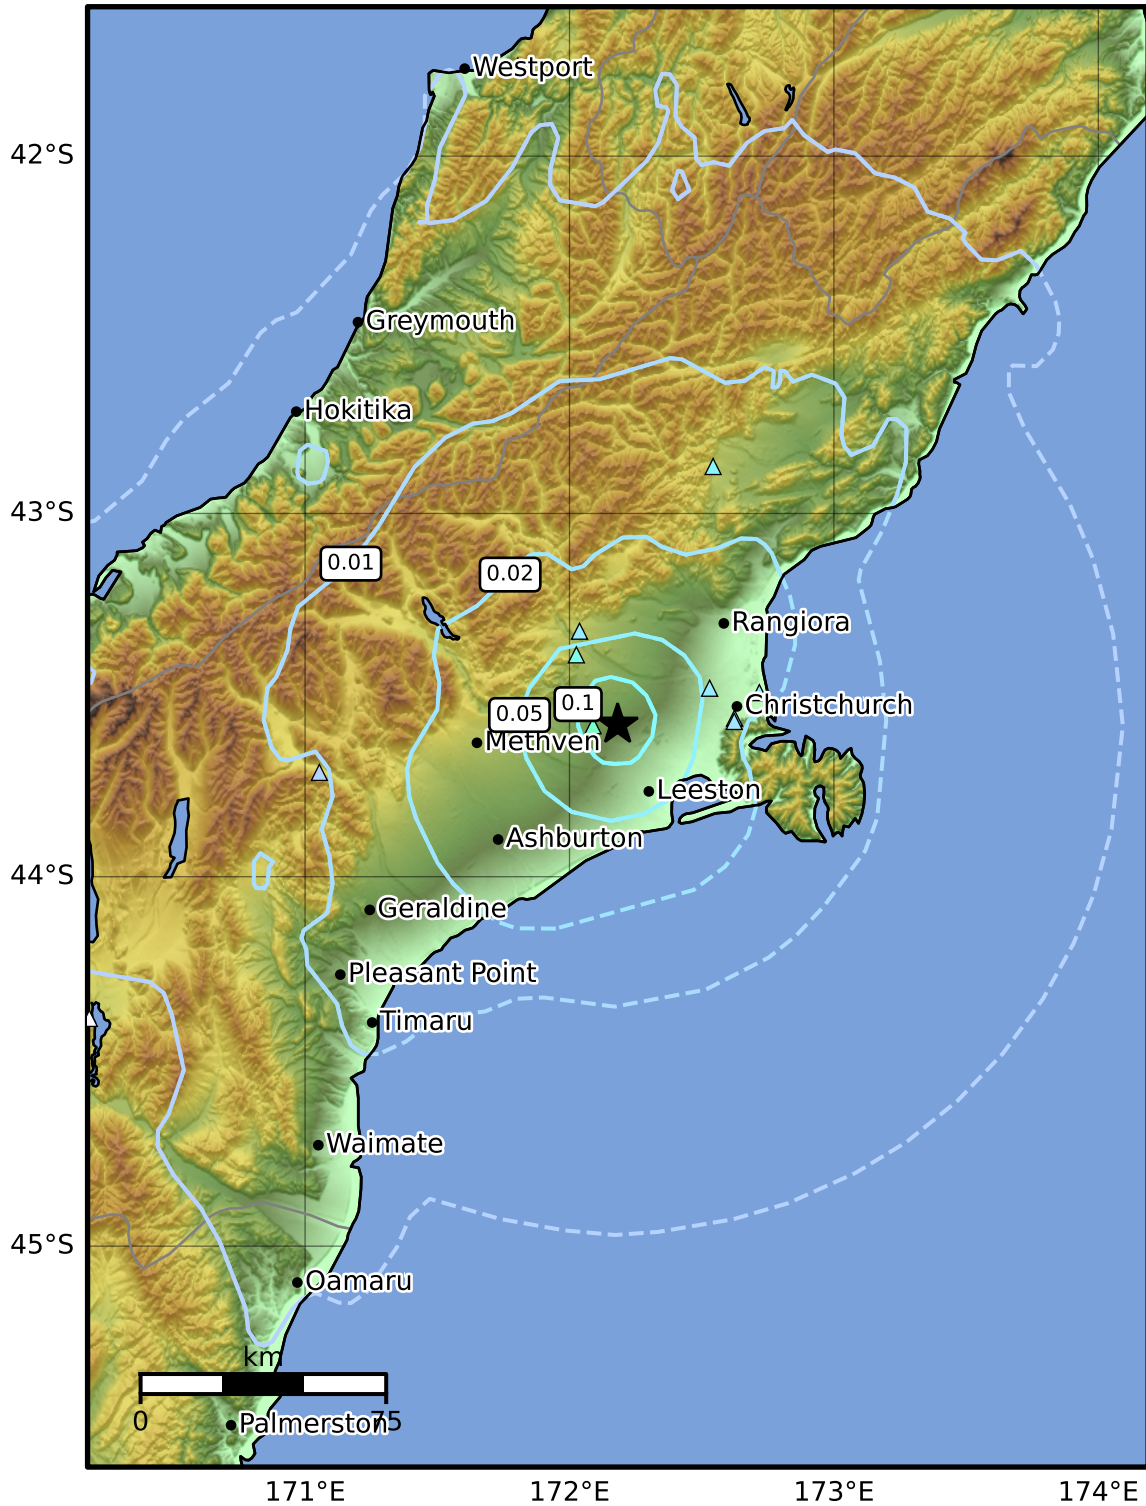 Westport
42°S
Greymouth
Hokitika
43°S
0.01
0.02
Rangiora
0.1
0.05
Christchurch
Methven
Leeston
Ashburton
44°S
Geraldine
Pleasant Point
Timaru
Waimate
45°S
Oamaru
km
0 75
Palmerston
171°E 172°E 173°E 174°E